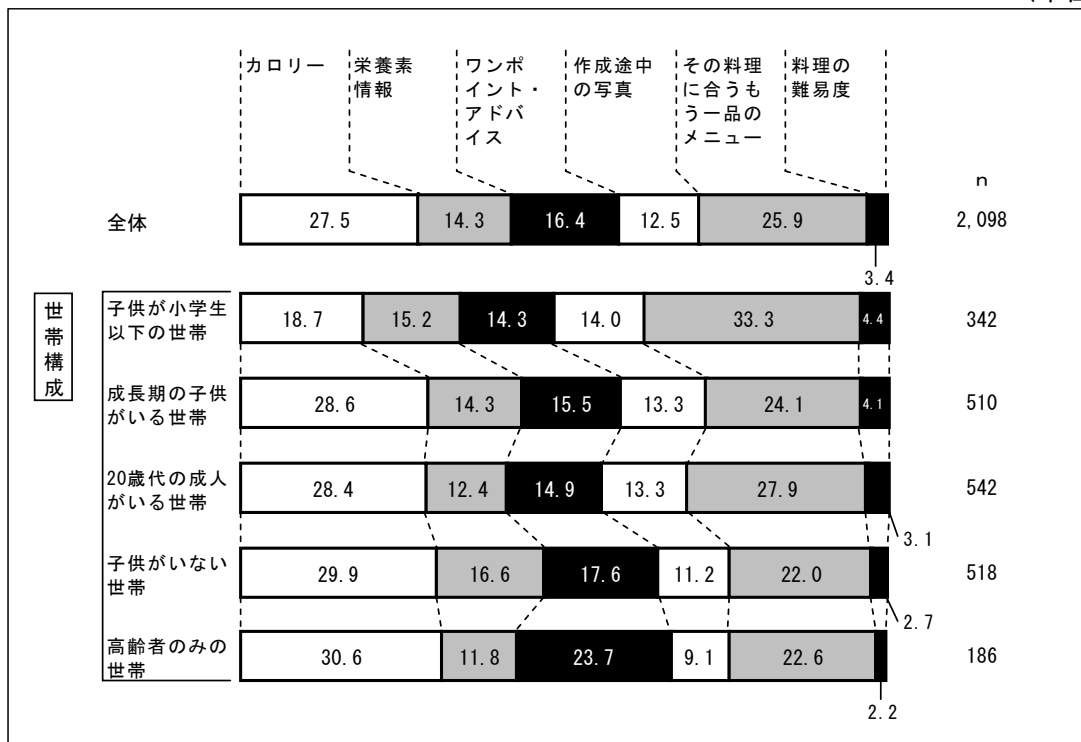 カロリー
栄養素
情報
ワンポ
イント・
アドバ
イス
作成途中
の写真
その料理
に合うも
う一品の
メニュー
料理の
難易度
n
全体
27.5
14.3
16.4
12.5
25.9
3.4
2,098
世帯構成
子供が小学生
以下の世帯
18.7
15.2
14.3
14.0
33.3
4.4
342
成長期の子供
がいる世帯
28.6
14.3
15.5
13.3
24.1
4.1
510
20歳代の成人
がいる世帯
28.4
12.4
14.9
13.3
27.9
3.1
542
子供がいない
世帯
29.9
16.6
17.6
11.2
22.0
2.7
518
高齢者のみの
世帯
30.6
11.8
23.7
9.1
22.6
2.2
186